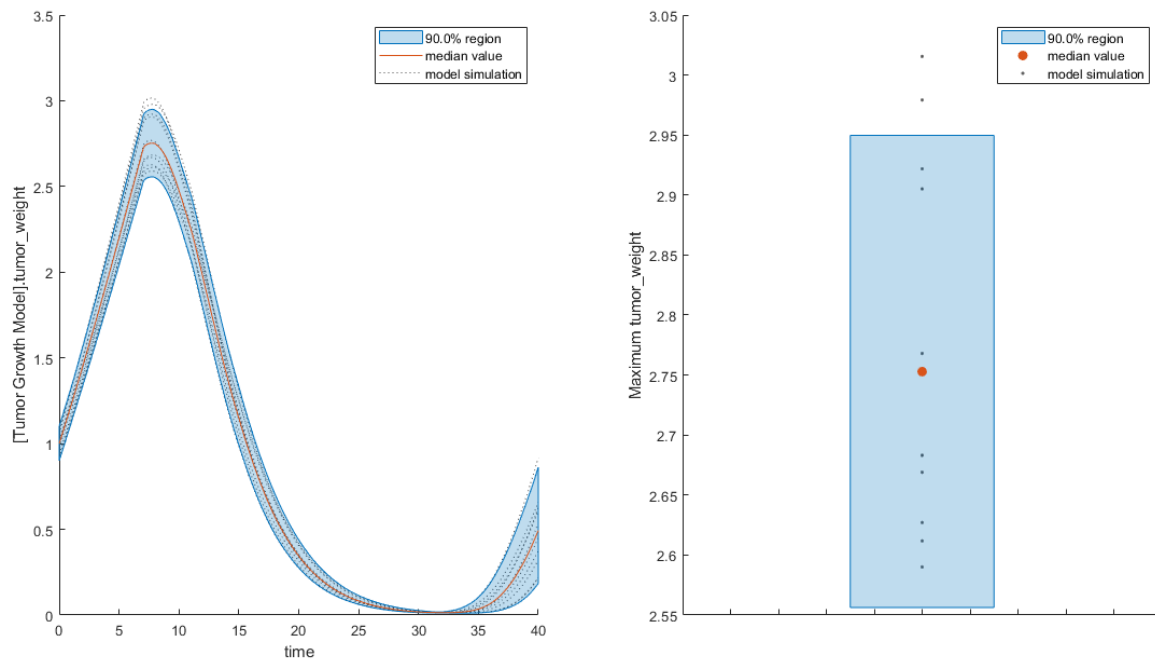 3.5
3
2.5
2
1.5
1
0.5
0
[Tumor Growth Model].tumor_weight
90.0% region
median value
model simulation
0 5 10 15 20 25 30 35 40
time
3.05
3
2.95
2.9
2.85
2.8
2.75
2.7
2.65
2.6
2.55
Maximum tumor_weight
90.0% region
median value
model simulation